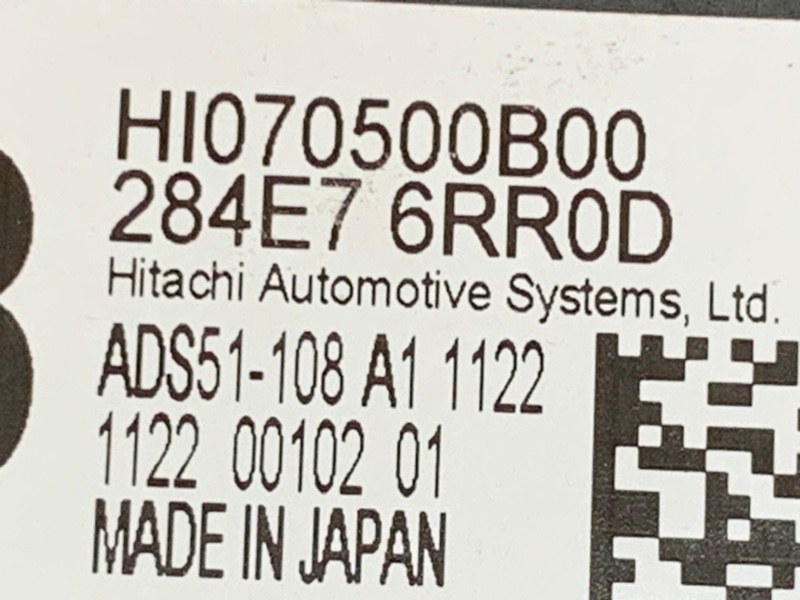 HI070500B00
284E7 6RR0D
Hitachi Automotive Systems, Ltd.
ADS51-108 A1 1122
1122 00102 01
MADE IN JAPAN